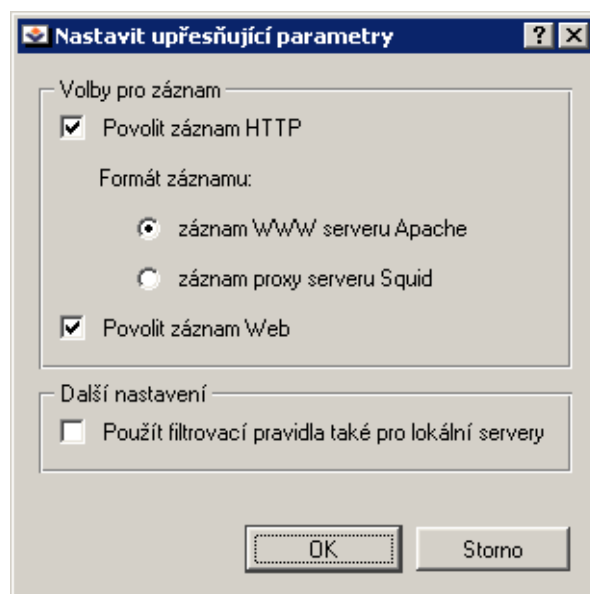 Nastavit upřesňující parametry
Volby pro záznam
Povolit záznam HTTP
Formát záznamu:
záznam WWW serveru Apache
záznam proxy serveru Squid
Povolit záznam Web
Další nastavení
Použít filtrovací pravidla také pro lokální servery
OK
Storno